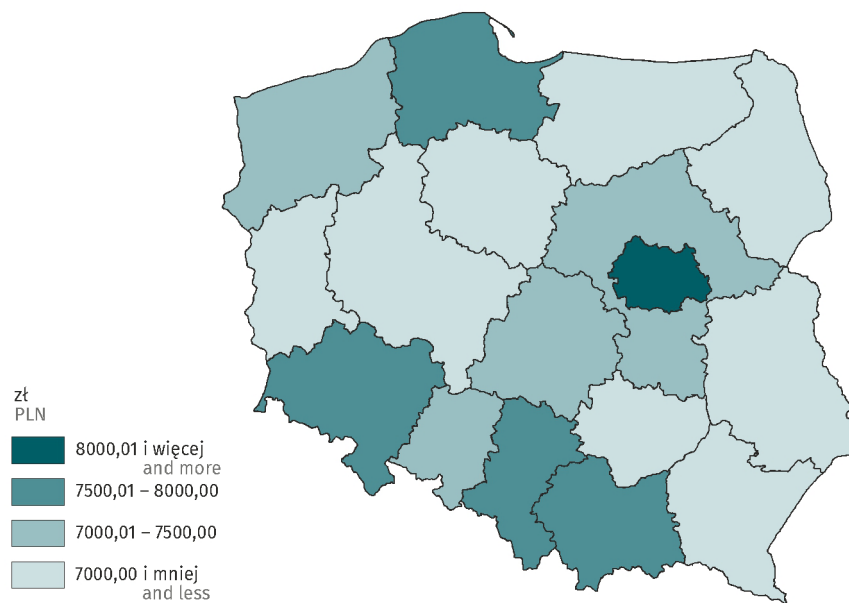 zł
PLN
8000,01 i więcej
and more
7500,01 – 8000,00
7000,01 – 7500,00
7000,00 i mniej
and less